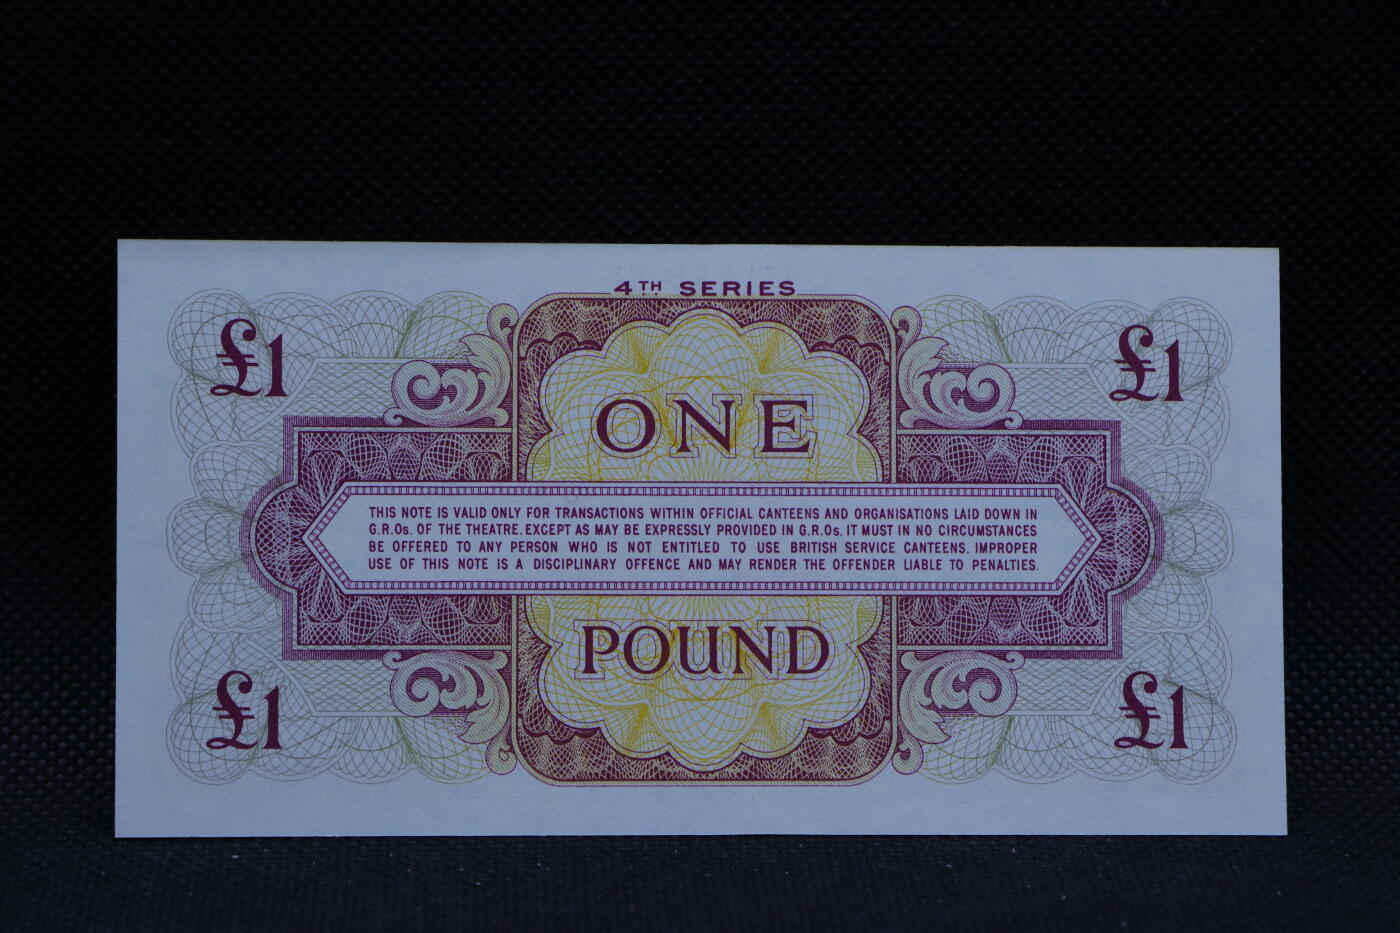 4TH SERIES
£1 £1
ONE
THIS NOTE IS VALID ONLY FOR TRANSACTIONS WITHIN OFFICIAL CANTEENS AND ORGANISATIONS LAID DOWN IN
G.R.Os. OF THE THEATRE. EXCEPT AS MAY BE EXPRESSLY PROVIDED IN G.R.Os. IT MUST IN NO CIRCUMSTANCES
BE OFFERED TO ANY PERSON WHO IS NOT ENTITLED TO USE BRITISH SERVICE CANTEENS. IMPROPER
USE OF THIS NOTE IS A DISCIPLINARY OFFENCE AND MAY RENDER THE OFFENDER LIABLE TO PENALTIES.
POUND
£1 £1